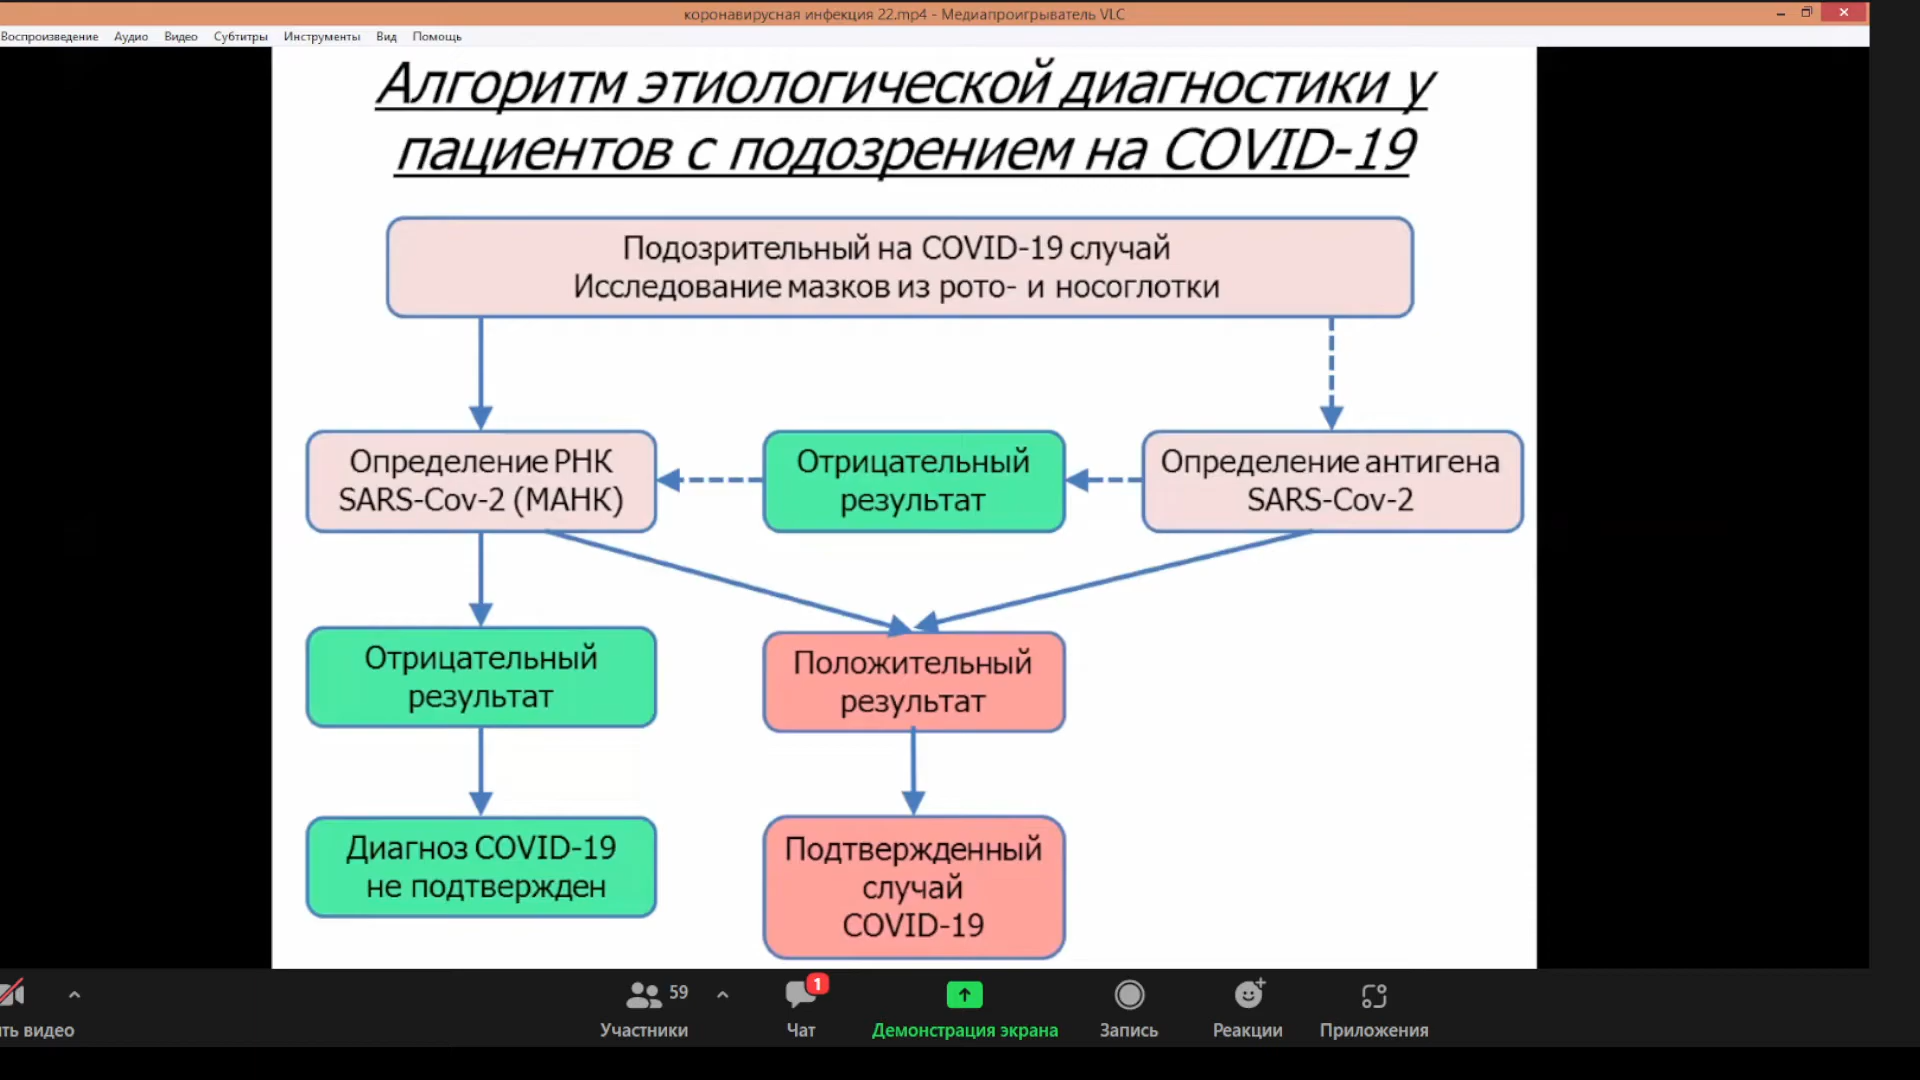 коронавирусная инфекция 22.mp4 - Медиапроигрыватель VLC
Воспроизведение Аудио Видео Субтитры Инструменты Вид Помощь
Алгоритм этиологической диагностики у
пациентов с подозрением на COVID-19
Подозрительный на COVID-19 случай
Исследование мазков из рото- и носоглотки
Определение РНК
SARS-Cov-2 (МАНК)
Отрицательный
результат
Определение антигена
SARS-Cov-2
Отрицательный
результат
Положительный
результат
Диагноз COVID-19
не подтвержден
Подтвержденный
случай
COVID-19
59
1
ть видео
Участники
Чат
Демонстрация экрана
Запись
Реакции
Приложения